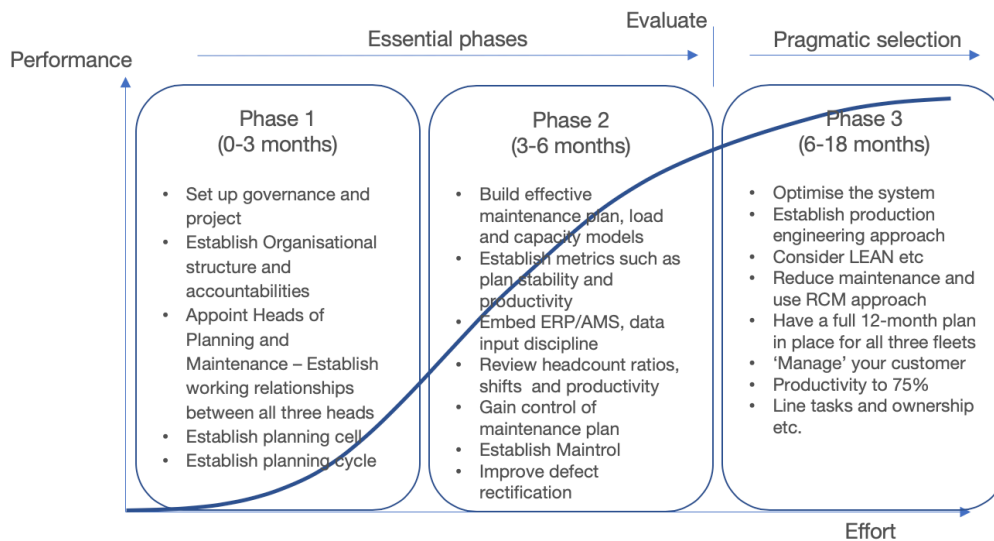 Evaluate
Essential phases
Pragmatic selection
Performance
Phase 1
(0-3 months)
• Set up governance and
project
• Establish Organisational
structure and
accountabilities
• Appoint Heads of
Planning and
Maintenance – Establish
working relationships
between all three heads
• Establish planning cell
• Establish planning cycle
Phase 2
(3-6 months)
• Build effective
maintenance plan, load
and capacity models
• Establish metrics such as
plan stability and
productivity
• Embed ERP/AMS, data
input discipline
• Review headcount ratios,
shifts and productivity
• Gain control of
maintenance plan
• Establish Maintrol
• Improve defect
rectification
Phase 3
(6-18 months)
• Optimise the system
• Establish production
engineering approach
• Consider LEAN etc
• Reduce maintenance and
use RCM approach
• Have a full 12-month plan
in place for all three fleets
• ‘Manage’ your customer
• Productivity to 75%
• Line tasks and ownership
etc.
Effort